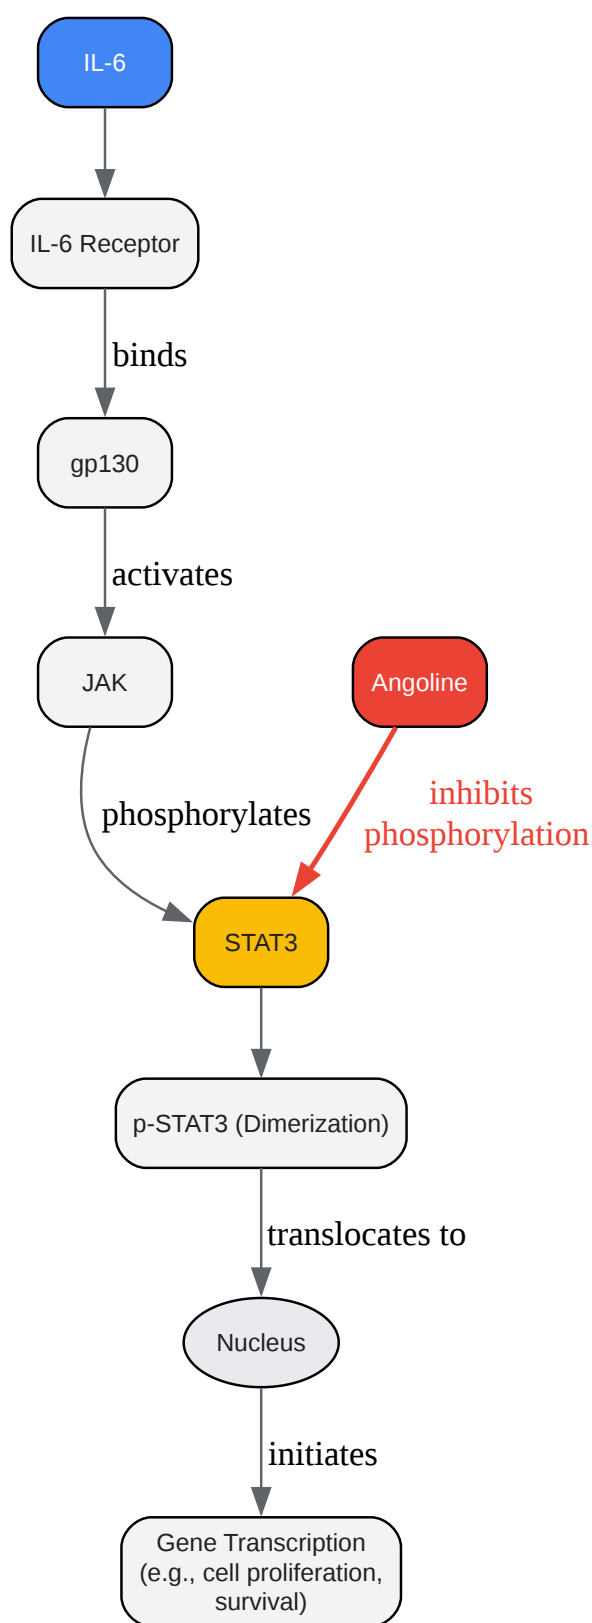 IL-6
IL-6 Receptor
binds
gp130
activates
JAK
Angoline
phosphorylates
inhibits
phosphorylation
STAT3
p-STAT3 (Dimerization)
translocates to
Nucleus
initiates
Gene Transcription
(e.g., cell proliferation,
survival)